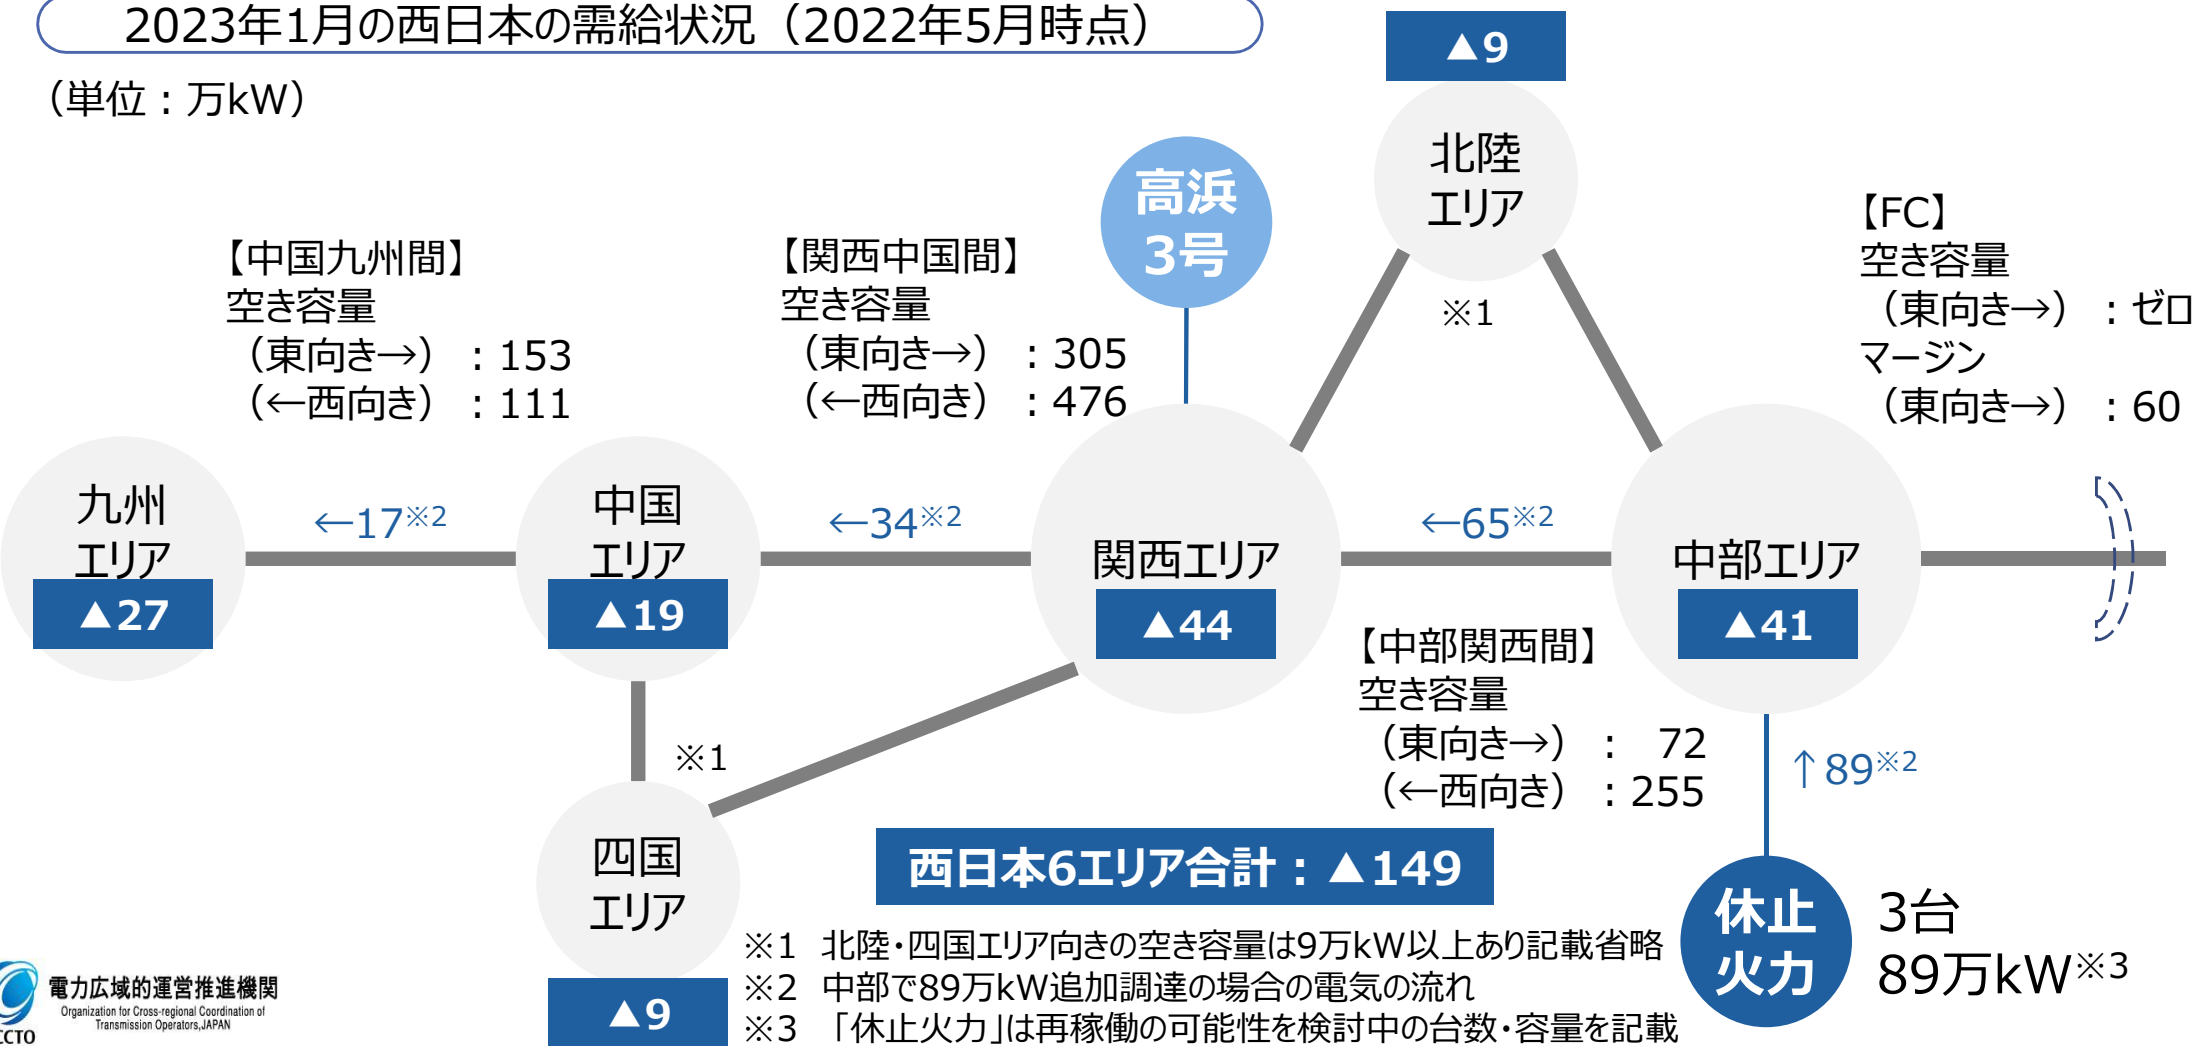 2023年1月の西日本の需給状況（2022年5月時点）
（単位：万kW）
▲9
北陸
エリア
※1
高浜
3号
【中国九州間】
空き容量
（東向き→）：153
（←西向き）：111
【関西中国間】
空き容量
（東向き→）：305
（←西向き）：476
【FC】
空き容量
（東向き→）：ゼロ
マージン
（東向き→）：60
九州
エリア
▲27
←17※2
中国
エリア
▲19
←34※2
関西エリア
▲44
←65※2
中部エリア
▲41
【中部関西間】
空き容量
（東向き→）： 72
（←西向き）：255
↑89※2
※1
四国
エリア
▲9
西日本6エリア合計：▲149
休止
火力
3台
89万kW※3
※1 北陸・四国エリア向きの空き容量は9万kW以上あり記載省略
※2 中部で89万kW追加調達の場合の電気の流れ
※3 「休止火力」は再稼働の可能性を検討中の台数・容量を記載
電力広域的運営推進機関
Organization for Cross-regional Coordination of
Transmission Operators,JAPAN